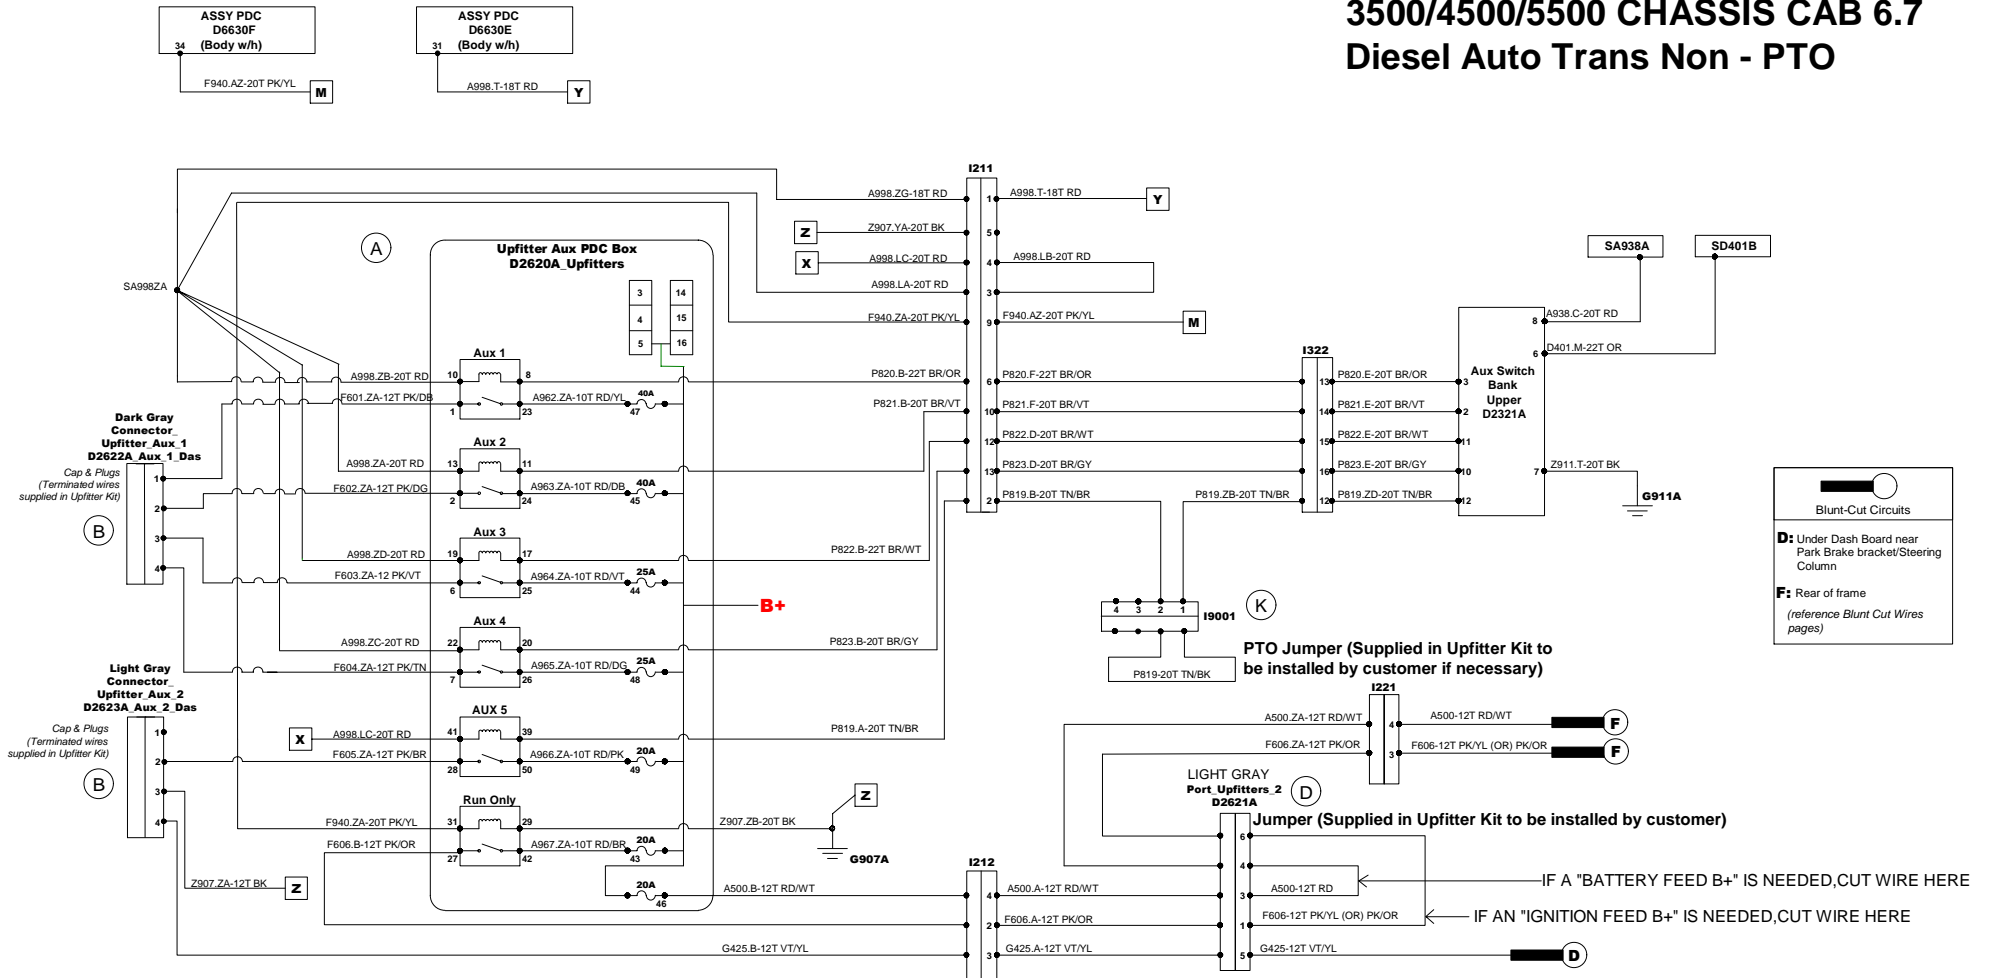 3500/4500/5500 CHASSIS CAB 6.7
Diesel Auto Trans Non - PTO
ASSY PDC
D6630F
(Body w/h)
34
F940.AZ-20T PK/YL
M
ASSY PDC
D6630E
(Body w/h)
31
A998.T-18T RD
Y
SA998ZA
A
Upfitter Aux PDC Box
D2620A_Upfitters
3
4
5
14
15
16
Aux 1
10
8
1
23
A998.ZB-20T RD
F601.ZA-12T PK/DB
A962.ZA-10T RD/YL
40A
47
Aux 2
13
11
2
24
A998.ZA-20T RD
F602.ZA-12T PK/DG
A963.ZA-10T RD/DB
40A
45
Aux 3
19
17
6
25
A998.ZD-20T RD
F603.ZA-12 PK/VT
A964.ZA-10T RD/VT
25A
44
B+
Aux 4
22
20
7
26
A998.ZC-20T RD
F604.ZA-12T PK/TN
A965.ZA-10T RD/DG
25A
48
AUX 5
41
39
28
50
X
A998.LC-20T RD
F605.ZA-12T PK/BR
A966.ZA-10T RD/PK
20A
49
Run Only
31
29
27
42
F940.ZA-20T PK/YL
F606.B-12T PK/OR
A967.ZA-10T RD/BR
20A
43
20A
46
Z907.ZB-20T BK
Z
G907A
Dark Gray
Connector_
Upfitter_Aux_1
D2622A_Aux_1_Das
Cap & Plugs
(Terminated wires
supplied in Upfitter Kit)
1
2
3
4
B
Light Gray
Connector_
Upfitter_Aux_2
D2623A_Aux_2_Das
Cap & Plugs
(Terminated wires
supplied in Upfitter Kit)
1
2
3
4
B
Z907.ZA-12T BK
Z
I211
A998.ZG-18T RD
1
A998.T-18T RD
Y
Z
Z907.YA-20T BK
5
X
A998.LC-20T RD
4
A998.LB-20T RD
A998.LA-20T RD
3
F940.ZA-20T PK/YL
9
F940.AZ-20T PK/YL
M
P820.B-22T BR/OR
6
P820.F-22T BR/OR
P821.B-20T BR/VT
10
P821.F-20T BR/VT
12
P822.D-20T BR/WT
13
P823.D-20T BR/GY
2
P819.B-20T TN/BR
P822.B-22T BR/WT
P823.B-20T BR/GY
P819.A-20T TN/BR
I322
13
P820.E-20T BR/OR
3
14
P821.E-20T BR/VT
2
15
P822.E-20T BR/WT
11
16
P823.E-20T BR/GY
10
P819.ZB-20T TN/BR
12
P819.ZD-20T TN/BR
12
Aux Switch
Bank
Upper
D2321A
SA938A
SD401B
8
A938.C-20T RD
6
D401.M-22T OR
7
Z911.T-20T BK
G911A
Blunt-Cut Circuits
D: Under Dash Board near
Park Brake bracket/Steering
Column
F: Rear of frame
(reference Blunt Cut Wires
pages)
4 3 2 1
I9001
K
P819-20T TN/BK
PTO Jumper (Supplied in Upfitter Kit to
be installed by customer if necessary)
I221
A500.ZA-12T RD/WT
4
A500-12T RD/WT
F
F606.ZA-12T PK/OR
3
F606-12T PK/YL (OR) PK/OR
F
LIGHT GRAY
Port_Upfitters_2
D2621A
D
Jumper (Supplied in Upfitter Kit to be installed by customer)
6
4
3
1
5
A500-12T RD
IF A "BATTERY FEED B+" IS NEEDED,CUT WIRE HERE
F606-12T PK/YL (OR) PK/OR
IF AN "IGNITION FEED B+" IS NEEDED,CUT WIRE HERE
G425-12T VT/YL
D
I212
A500.B-12T RD/WT
4
A500.A-12T RD/WT
2
F606.A-12T PK/OR
G425.B-12T VT/YL
3
G425.A-12T VT/YL